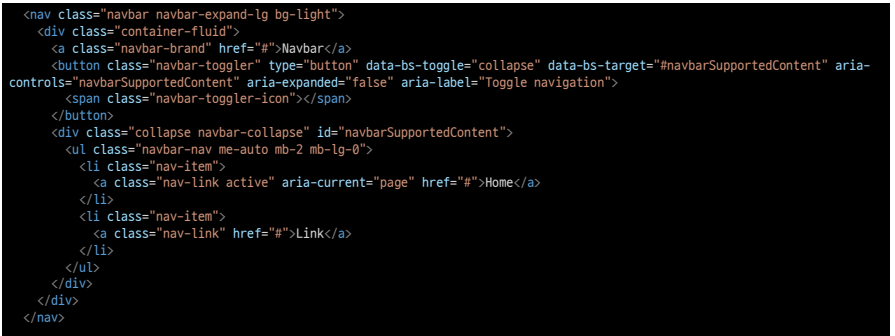 <nav class="navbar navbar-expand-lg bg-light">
<div class="container-fluid">
<a class="navbar-brand" href="#">Navbar</a>
<button class="navbar-toggler" type="button" data-bs-toggle="collapse" data-bs-target="#navbarSupportedContent" aria-
controls="navbarSupportedContent" aria-expanded="false" aria-label="Toggle navigation">
<span class="navbar-toggler-icon"></span>
</button>
<div class="collapse navbar-collapse" id="navbarSupportedContent">
<ul class="navbar-nav me-auto mb-2 mb-lg-0">
<li class="nav-item">
<a class="nav-link active" aria-current="page" href="#">Home</a>
</li>
<li class="nav-item">
<a class="nav-link" href="#">Link</a>
</li>
</ul>
</div>
</div>
</nav>